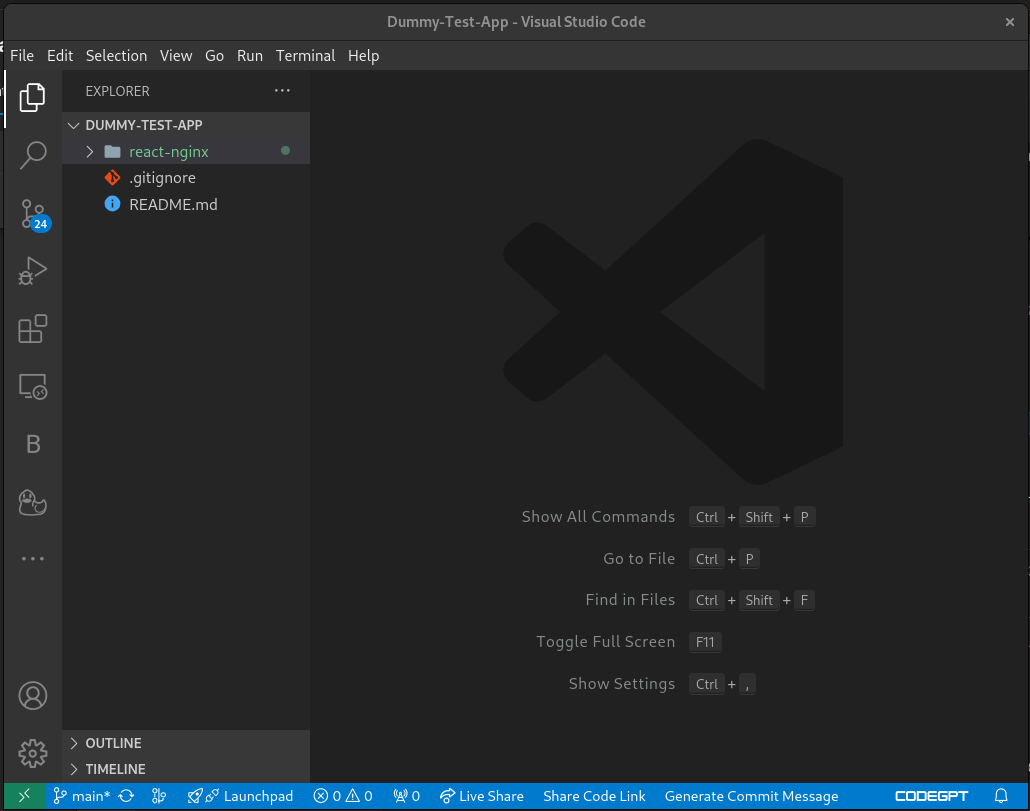 Dummy-Test-App - Visual Studio Code
File Edit Selection View Go Run Terminal Help
EXPLORER
DUMMY-TEST-APP
react-nginx
.gitignore
README.md
24
B
Show All Commands Ctrl + Shift + P
Go to File Ctrl + P
Find in Files Ctrl + Shift + F
Toggle Full Screen F11
Show Settings Ctrl + ,
OUTLINE
TIMELINE
main* Launchpad 0 0 0 Live Share Share Code Link Generate Commit Message CODEGPT